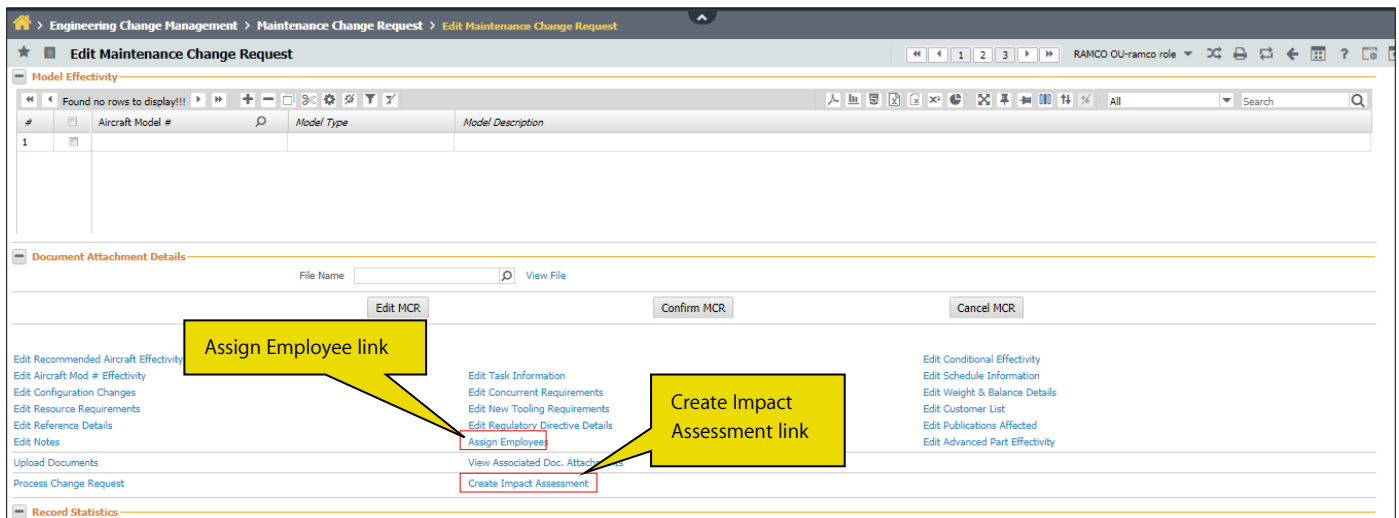 > Engineering Change Management > Maintenance Change Request > Edit Maintenance Change Request
Edit Maintenance Change Request
1 2 3 RAMCO OU-ramco role ?
Model Effectivity
Found no rows to display!!! All Search
# Aircraft Model # Model Type Model Description
1
Document Attachment Details
File Name View File
Edit MCR Confirm MCR Cancel MCR
Assign Employee link
Edit Recommended Aircraft Effectivity Edit Conditional Effectivity
Edit Aircraft Mod # Effectivity Edit Task Information Edit Schedule Information
Edit Configuration Changes Edit Concurrent Requirements Edit Weight & Balance Details
Create Impact
Assessment link
Edit Resource Requirements Edit New Tooling Requirements Edit Customer List
Edit Reference Details Edit Regulatory Directive Details Edit Publications Affected
Edit Notes Assign Employees Edit Advanced Part Effectivity
Upload Documents View Associated Doc. Attachments
Process Change Request Create Impact Assessment
Record Statistics